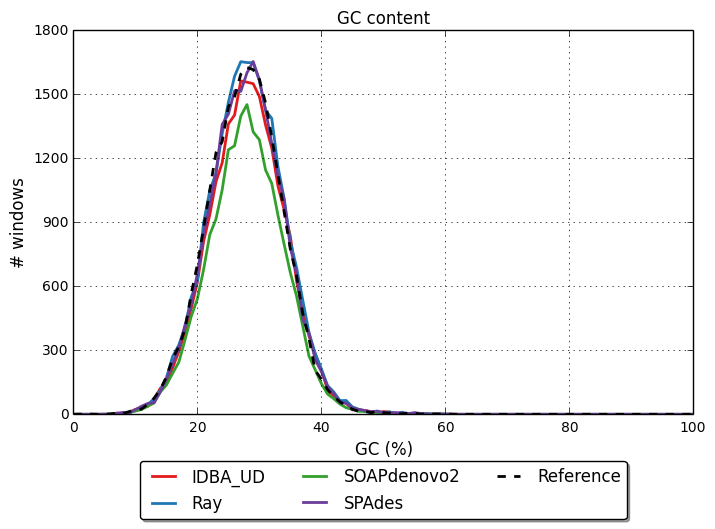 GC content
1800
1500
1200
900
600
300
0
# windows
0 20 40 60 80 100
GC (%)
IDBA_UD SOAPdenovo2 Reference
Ray SPAdes